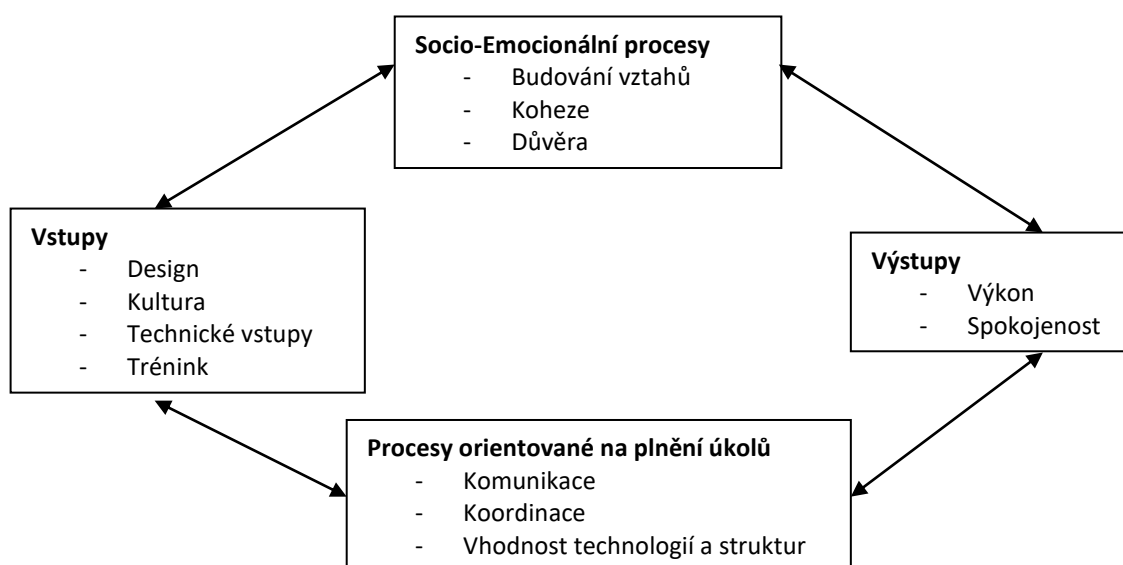 Socio-Emocionální procesy
- Budování vztahů
- Koheze
- Důvěra
Vstupy
- Design
- Kultura
- Technické vstupy
- Trénink
Výstupy
- Výkon
- Spokojenost
Procesy orientované na plnění úkolů
- Komunikace
- Koordinace
- Vhodnost technologií a struktur